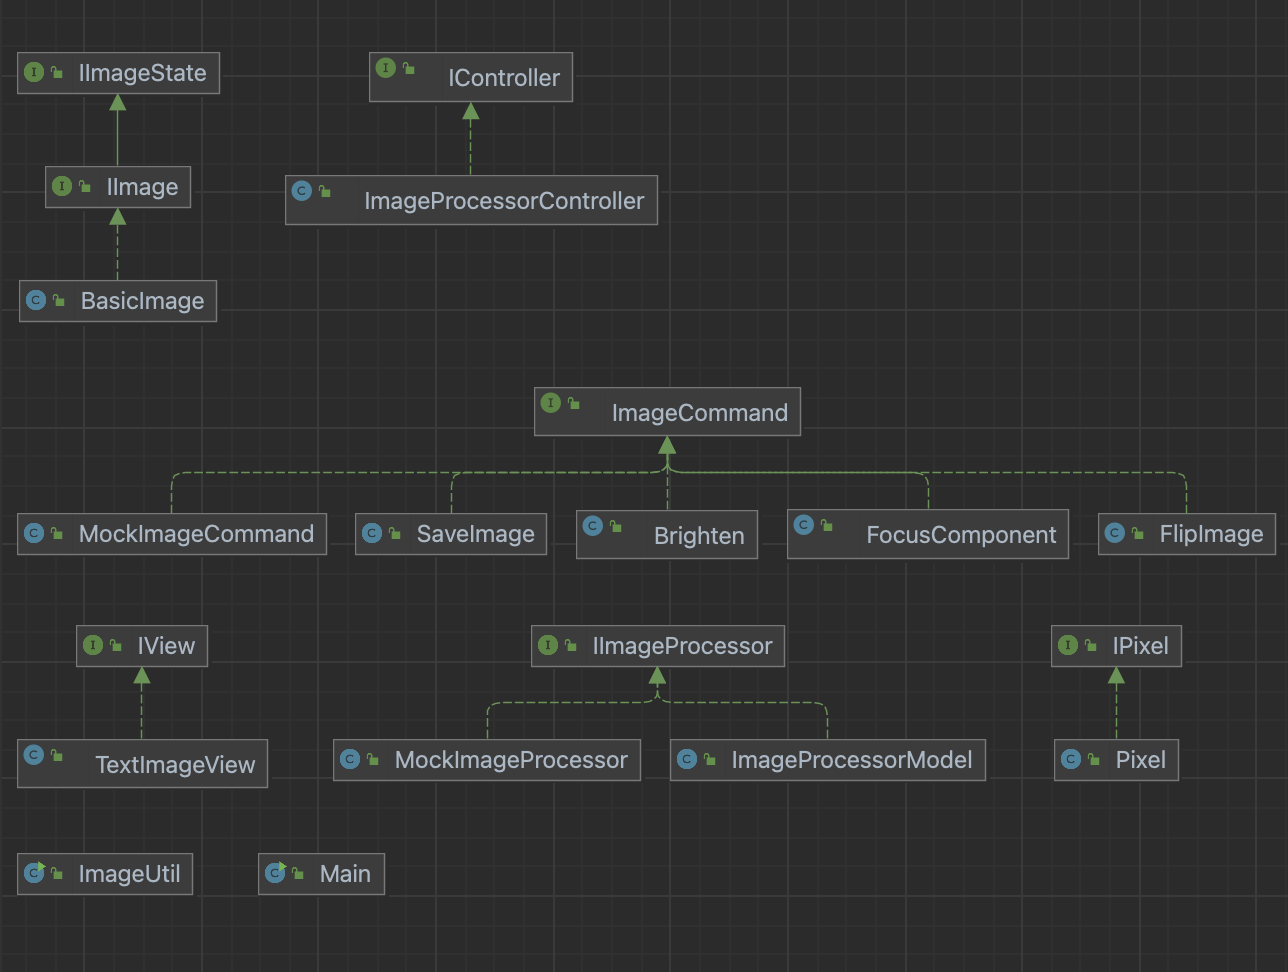 IImageState
IController
IImage
ImageProcessorController
BasicImage
ImageCommand
MockImageCommand
SaveImage
Brighten
FocusComponent
FlipImage
IView
IImageProcessor
IPixel
TextImageView
MockImageProcessor
ImageProcessorModel
Pixel
ImageUtil
Main